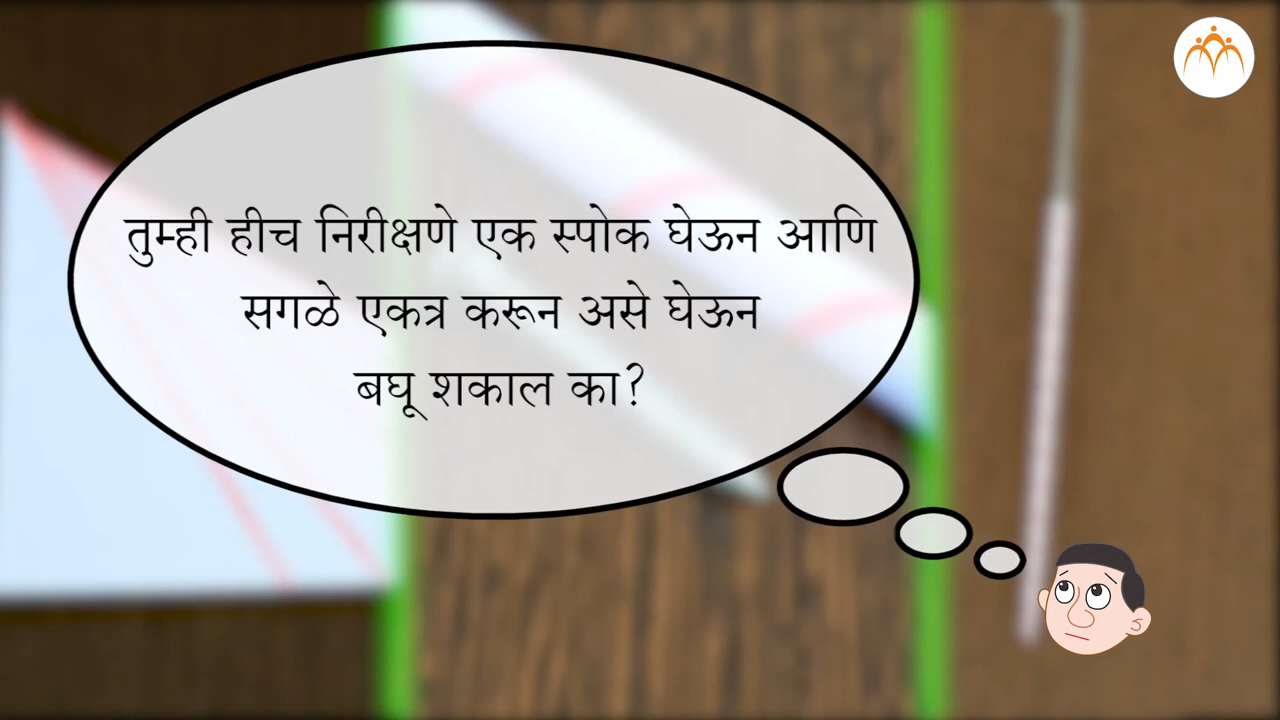 तुम्ही हीच निरीक्षणे एक स्पोक घेऊन आणि
सगळे एकत्र करून असे घेऊन
बघू शकाल का?